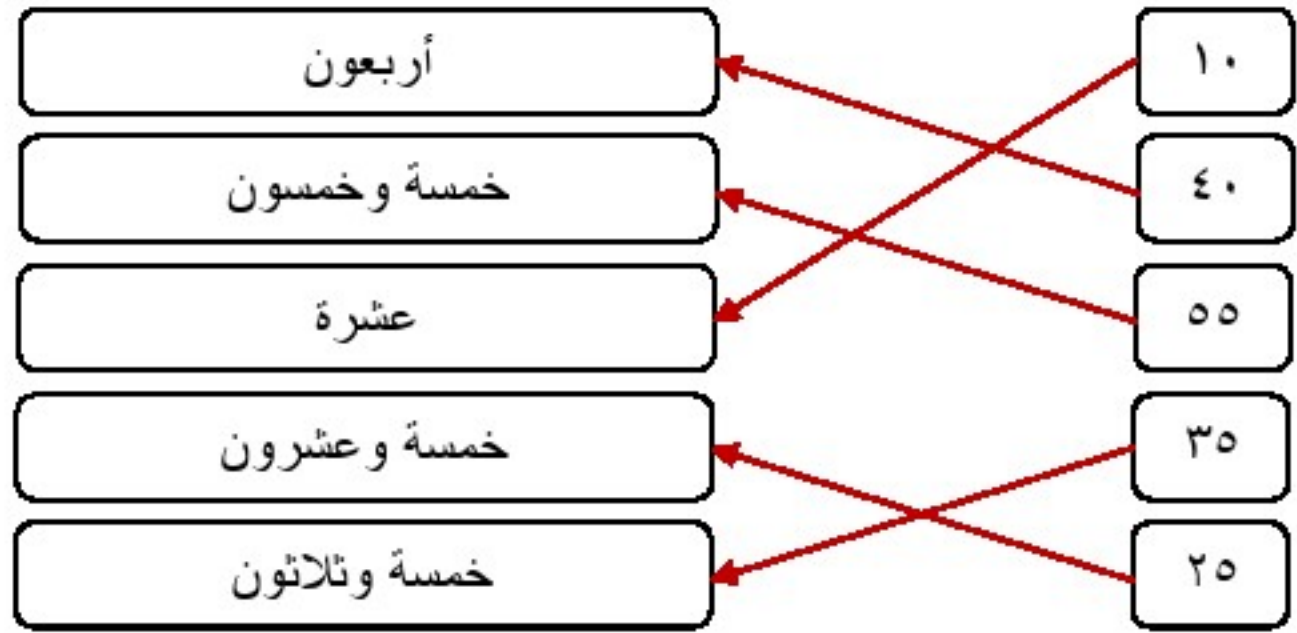 ١٠ أربعون
٤٠ خمسة وخمسون
٥٥ عشرة
٣٥ خمسة وعشرون
٢٥ خمسة وثلاثون